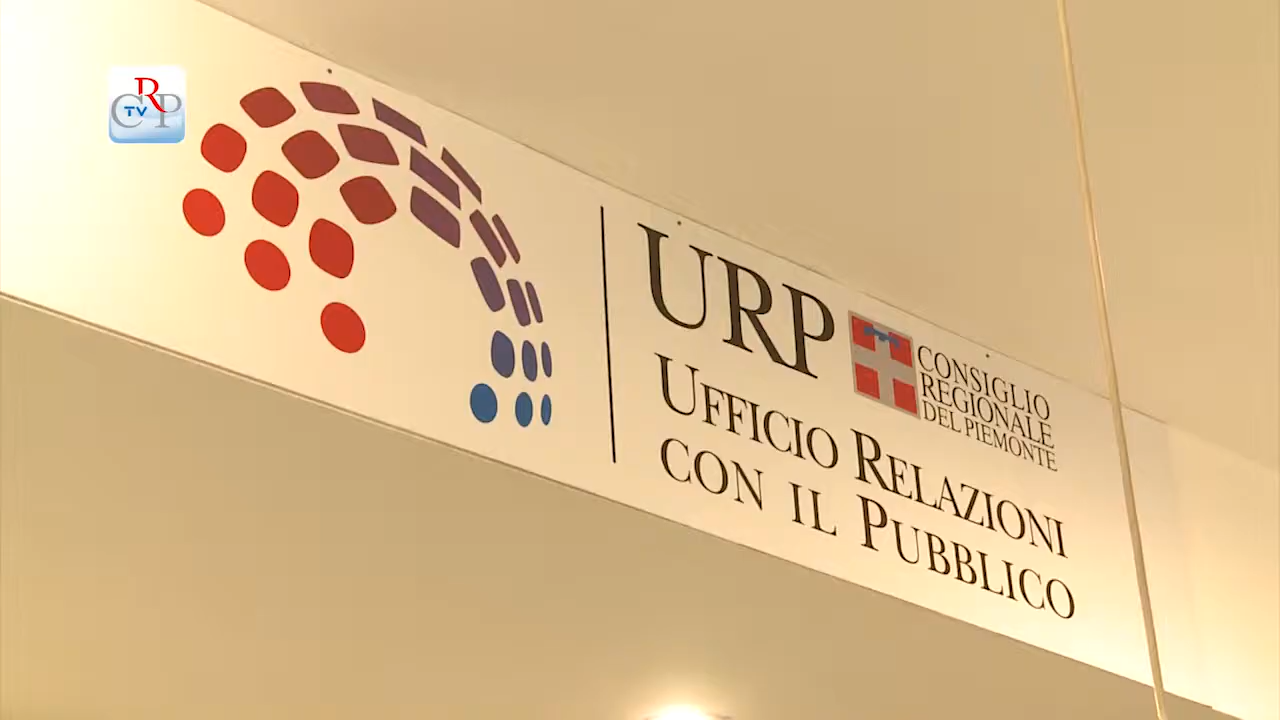 CRP
TV
URP
CONSIGLIO
REGIONALE
DEL PIEMONTE
UFFICIO RELAZIONI
CON IL PUBBLICO